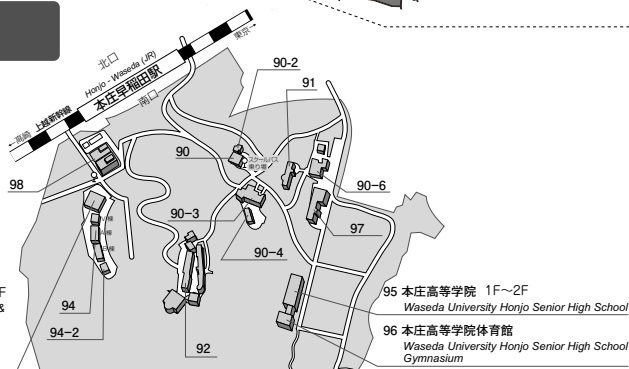 東京→
北口
Honjo - Waseda (JR)
本庄早稲田駅
南口
←高崎 上越新幹線
90-2
91
90
スクールバス
乗り場
98
90-6
90-3
97
90-4
94
94-2
92
F
&
95 本庄高等学院 1F〜2F
Waseda University Honjo Senior High School
96 本庄高等学院体育館
Waseda University Honjo Senior High School
Gymnasium